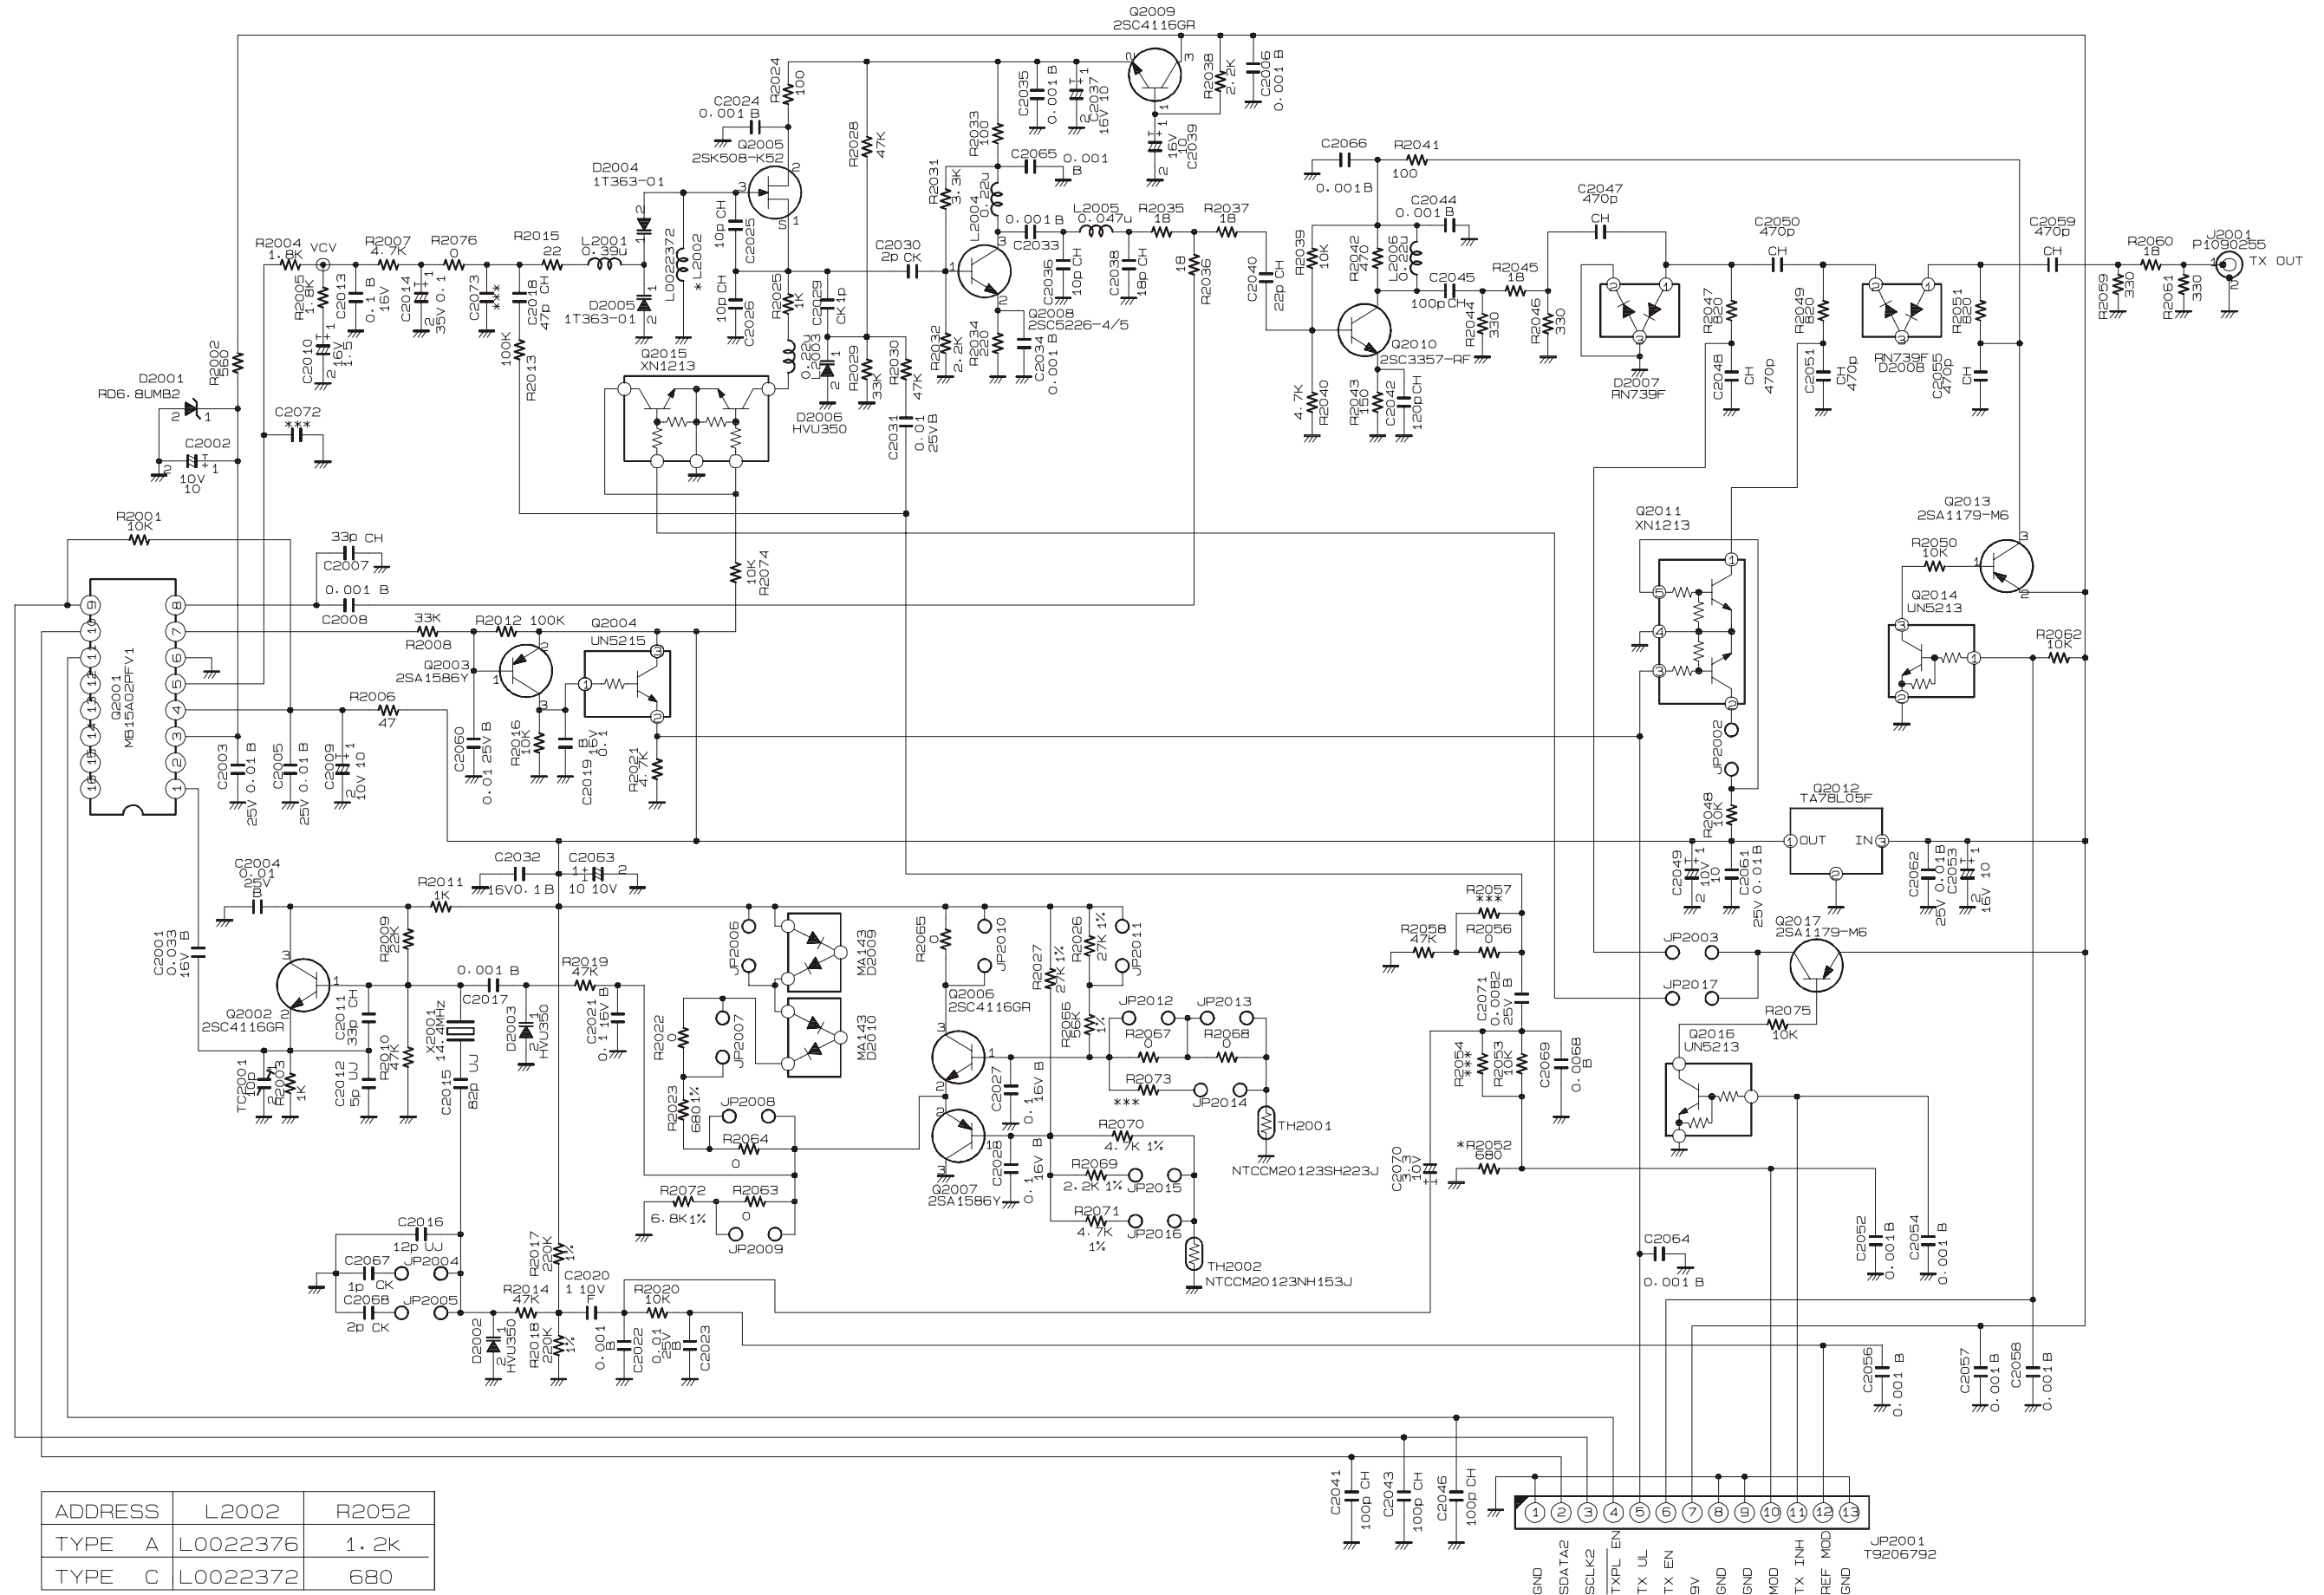 Q2009
2SC4116GR
R2024
100
C2024
0.001 B
R2028
47K
R2033
100
C2035
0.001 B
C2037
16V 10
R2038
2.2K
C2006
0.001 B
16V
10
C2039
Q2005
2SK508-K52
D2004
1T363-01
R2031
3.3K
C2065
0.001
B
C2066
0.001B
R2041
100
L2004
0.22u
10p CH
C2025
L0022372
*L2002
R2004
1.8K
VCV
R2007
4.7K
R2076
0
R2015
22
L2001
0.39u
R2005
1.8K
C2010
16V
1.5
C2013
0.1 B
16V
C2014
35V 0.1
C2073
***
C2018
47p CH
100K
R2013
D2005
1T363-01
10p CH
C2026
R2025
1K
0.22u
L2003
C2029
CK1p
C2030
2p CK
0.001 B
C2033
L2005
0.047u
C2036
10p CH
C2038
18p CH
R2035
18
R2037
18
18
R2036
C2040
22p CH
R2039
10K
R2042
470
L2006
0.22u
C2044
0.001B
C2045
100p CH
R2045
18
R2044
330
R2046
330
C2047
470p
CH
C2050
470p
CH
C2059
470p
CH
R2060
18
R2059
330
R2061
330
J2001
P1090255
TX OUT
R2047
820
C2048
CH
470p
R2049
820
C2051
CH
470p
R2051
820
C2055
470p
CH
D2007
RN739F
RN739F
D2008
Q2010
2SC3357-RF
4.7K
R2040
R2043
150
C2042
120p CH
Q2008
2SC5226-4/5
R2032
2.2K
R2034
220
C2034
0.001 B
Q2015
XN1213
D2006
HVU350
R2029
33K
R2030
47K
C2031
0.01
25V B
R2002
560
D2001
RD6.8UMB2
C2002
10V
10
C2072
***
R2001
10K
33p CH
C2007
0.001 B
C2008
10K
R2074
33K
R2008
R2012 100K
Q2003
2SA1586Y
Q2004
UN5215
Q2001
MB15A02PFV1
R2006
47
C2003
25V 0.01 B
C2005
25V 0.01 B
C2009
10V 10
C2060
0.01 25V B
R2016
10K
C2019
B
16V
0.1
R2021
4.7K
Q2011
XN1213
Q2013
2SA1179-M6
R2050
10K
Q2014
UN5213
R2062
10K
JP2002
R2048
10K
Q2012
TA78L05F
OUT
IN
C2049
10V
10
C2061
25V 0.01B
C2062
25V 0.01B
C2053
16V 10
C2004
0.01
25V
B
C2001
0.033
16V B
R2011
1K
C2032
16V0.1 B
C2063
10 10V
R2009
22K
Q2002
2SC4116GR
C2011
33p CH
C2012
5p UJ
R2010
47K
X2001
14.4MHz
C2015
82p UJ
0.001 B
C2017
D2003
HVU350
R2019
47K
C2021
0.1 16V B
TC2001
10p
R2003
1K
JP2006
MA143
D2009
MA143
D2010
R2022
0
JP2007
R2023
680 1%
JP2008
R2064
0
R2072
6.8K 1%
R2063
0
JP2009
R2065
0
JP2010
R2027
27K 1%
R2026
27K 1%
JP2011
Q2006
2SC4116GR
R2066
56K
1%
JP2012
JP2013
R2067
0
R2068
0
R2073
***
JP2014
C2027
0.1
16V B
C2028
0.1
16V B
Q2007
2SA1586Y
TH2001
NTCCM20123SH223J
R2070
4.7K 1%
R2069
2.2K 1%
JP2015
R2071
4.7K
1%
JP2016
TH2002
NTCCM20123NH153J
R2057
***
R2058
47K
R2056
0
C2071
0.0082
25V B
R2054
***
R2053
10K
C2069
0.0068
B
C2070
3.3
10V
*R2052
680
JP2003
JP2017
Q2017
2SA1179-M6
R2075
10K
Q2016
UN5213
C2064
0.001 B
C2052
0.001B
C2054
0.001 B
C2016
12p UJ
C2067
1p CK
JP2004
C2068
2p CK
JP2005
R2017
220K
1%
R2014
47K
C2020
1 10V
F
R2020
10K
D2002
HVU350
R2018
220K
1%
0.001
B
C2022
0.01
25V
B
C2023
C2056
0.001 B
C2057
0.001 B
C2058
0.001 B
C2041
100p CH
C2043
100p CH
C2046
100p CH
1 2 3 4 5 6 7 8 9 10 11 12 13
JP2001
T9206792
GND
SDATA2
SCLK2
TXPL EN
TX UL
TX EN
9V
GND
GND
MOD
TX INH
REF MOD
GND
ADDRESS L2002 R2052
TYPE A L0022376 1.2k
TYPE C L0022372 680